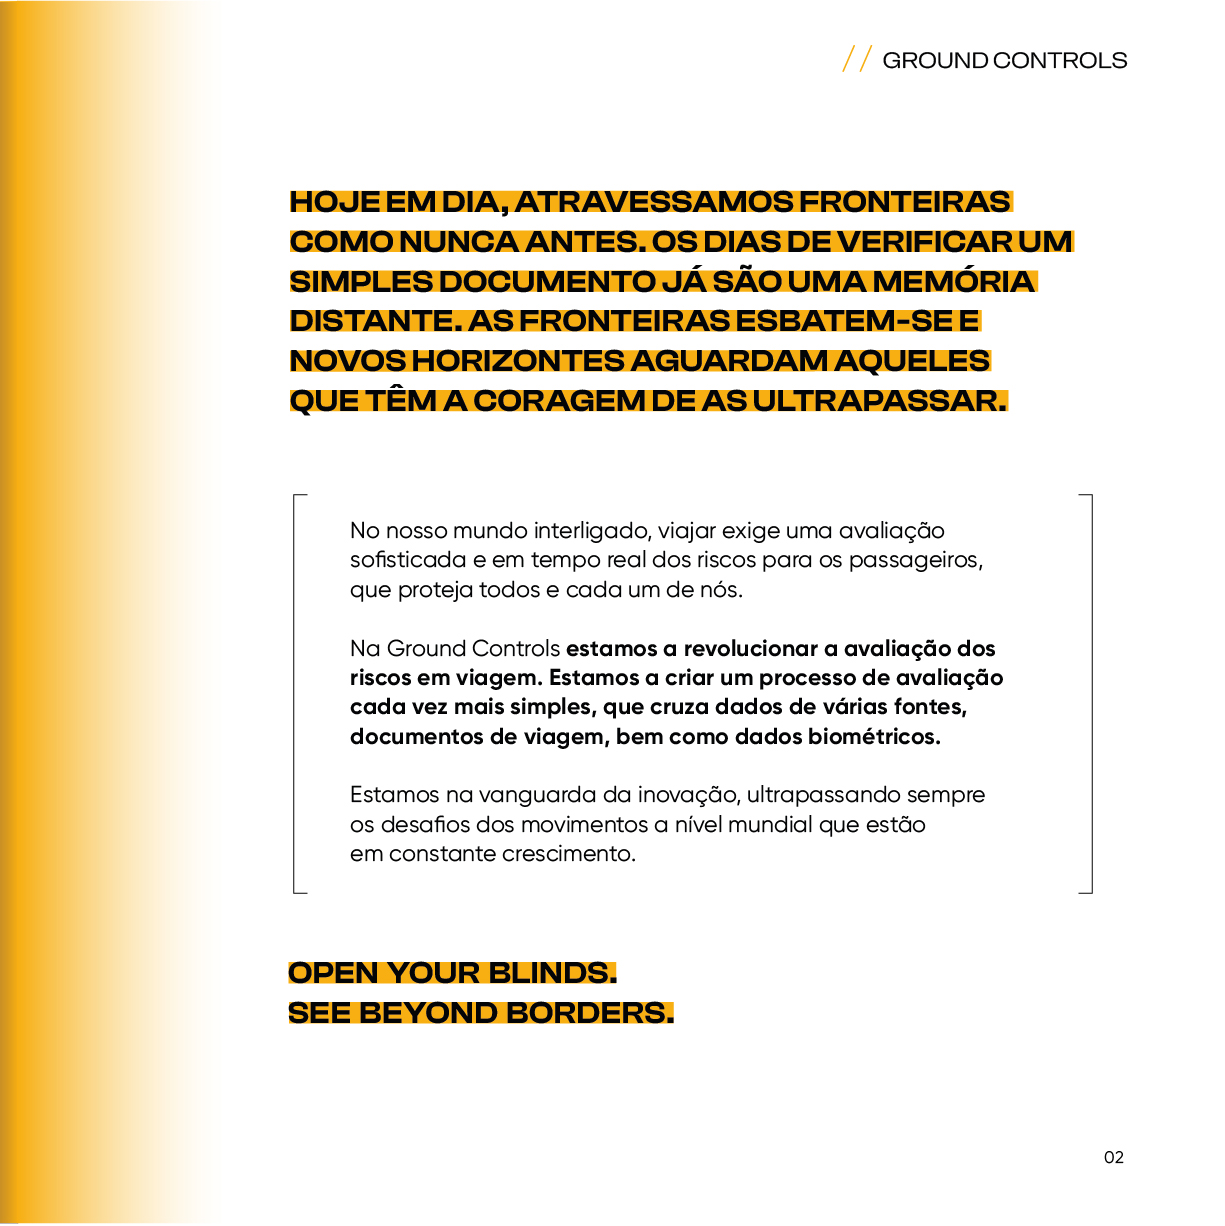 // GROUND CONTROLS
HOJE EM DIA, ATRAVESSAMOS FRONTEIRAS
COMO NUNCA ANTES. OS DIAS DE VERIFICAR UM
SIMPLES DOCUMENTO JÁ SÃO UMA MEMÓRIA
DISTANTE. AS FRONTEIRAS ESBATEM-SE E
NOVOS HORIZONTES AGUARDAM AQUELES
QUE TÊM A CORAGEM DE AS ULTRAPASSAR.
No nosso mundo interligado, viajar exige uma avaliação
sofisticada e em tempo real dos riscos para os passageiros,
que proteja todos e cada um de nós.
Na Ground Controls estamos a revolucionar a avaliação dos
riscos em viagem. Estamos a criar um processo de avaliação
cada vez mais simples, que cruza dados de várias fontes,
documentos de viagem, bem como dados biométricos.
Estamos na vanguarda da inovação, ultrapassando sempre
os desafios dos movimentos a nível mundial que estão
em constante crescimento.
OPEN YOUR BLINDS.
SEE BEYOND BORDERS.
02